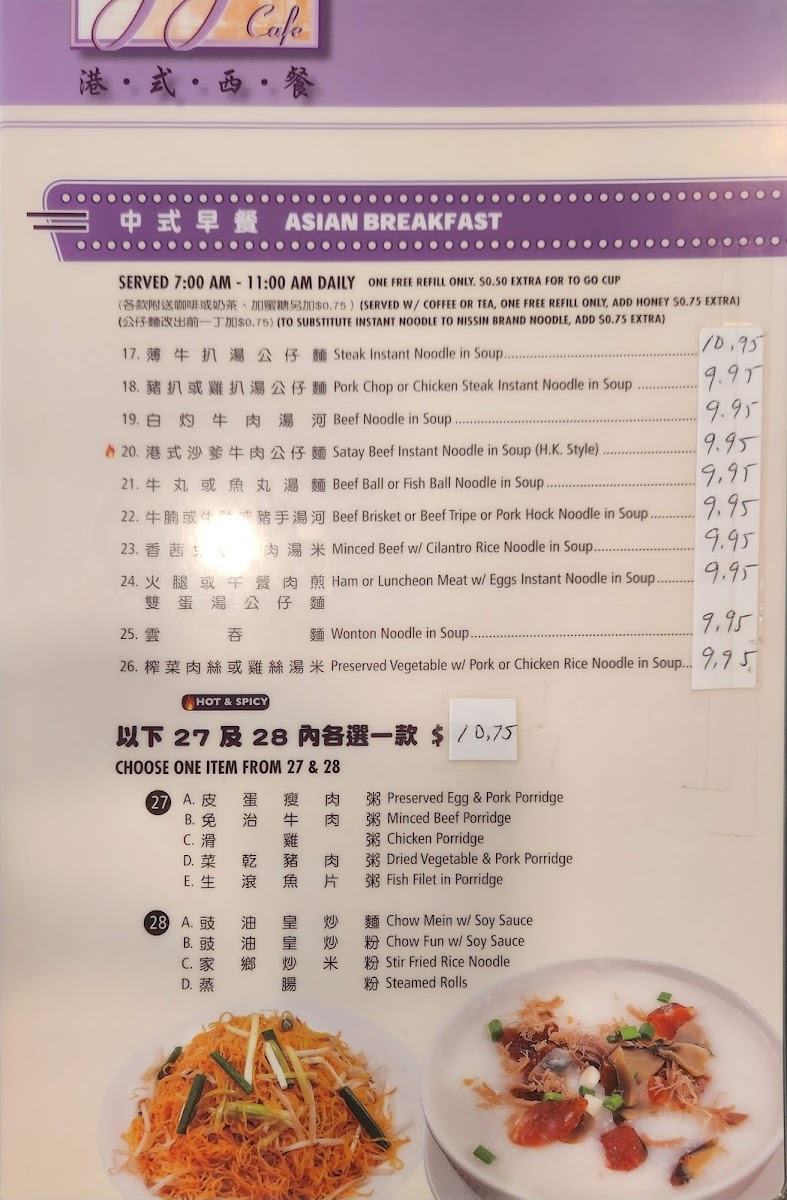 Cafe
港・式・西・餐
中式早餐 ASIAN BREAKFAST
SERVED 7:00 AM - 11:00 AM DAILY ONE FREE REFILL ONLY. $0.50 EXTRA FOR TO GO CUP
(各款附送咖啡或奶茶、加蜜糖另加$0.75) (SERVED W/ COFFEE OR TEA, ONE FREE REFILL ONLY, ADD HONEY $0.75 EXTRA)
(公仔麵改出前一丁加$0.75) (TO SUBSTITUTE INSTANT NOODLE TO NISSIN BRAND NOODLE, ADD $0.75 EXTRA)
17. 薄牛扒湯公仔麵 Steak Instant Noodle in Soup 10.95
18. 豬扒或雞扒湯公仔麵 Pork Chop or Chicken Steak Instant Noodle in Soup 9.95
19. 白灼牛肉湯河 Beef Noodle in Soup 9.95
20. 港式沙爹牛肉公仔麵 Satay Beef Instant Noodle in Soup (H.K. Style) 9.95
21. 牛丸或魚丸湯麵 Beef Ball or Fish Ball Noodle in Soup 9.95
22. 牛腩或牛肚或豬手湯河 Beef Brisket or Beef Tripe or Pork Hock Noodle in Soup 9.95
23. 香茜肉湯米 Minced Beef w/ Cilantro Rice Noodle in Soup 9.95
24. 火腿或午餐肉煎 Ham or Luncheon Meat w/ Eggs Instant Noodle in Soup 9.95
雙蛋湯公仔麵
25. 雲吞麵 Wonton Noodle in Soup 9.95
26. 榨菜肉絲或雞絲湯米 Preserved Vegetable w/ Pork or Chicken Rice Noodle in Soup... 9.95
HOT & SPICY
以下 27 及 28 內各選一款 $ 10.75
CHOOSE ONE ITEM FROM 27 & 28
27 A. 皮蛋瘦肉粥 Preserved Egg & Pork Porridge
B. 免治牛肉粥 Minced Beef Porridge
C. 滑雞粥 Chicken Porridge
D. 菜乾豬肉粥 Dried Vegetable & Pork Porridge
E. 生滾魚片粥 Fish Filet in Porridge
28 A. 豉油皇炒麵 Chow Mein w/ Soy Sauce
B. 豉油皇炒粉 Chow Fun w/ Soy Sauce
C. 家鄉炒米粉 Stir Fried Rice Noodle
D. 蒸腸粉 Steamed Rolls